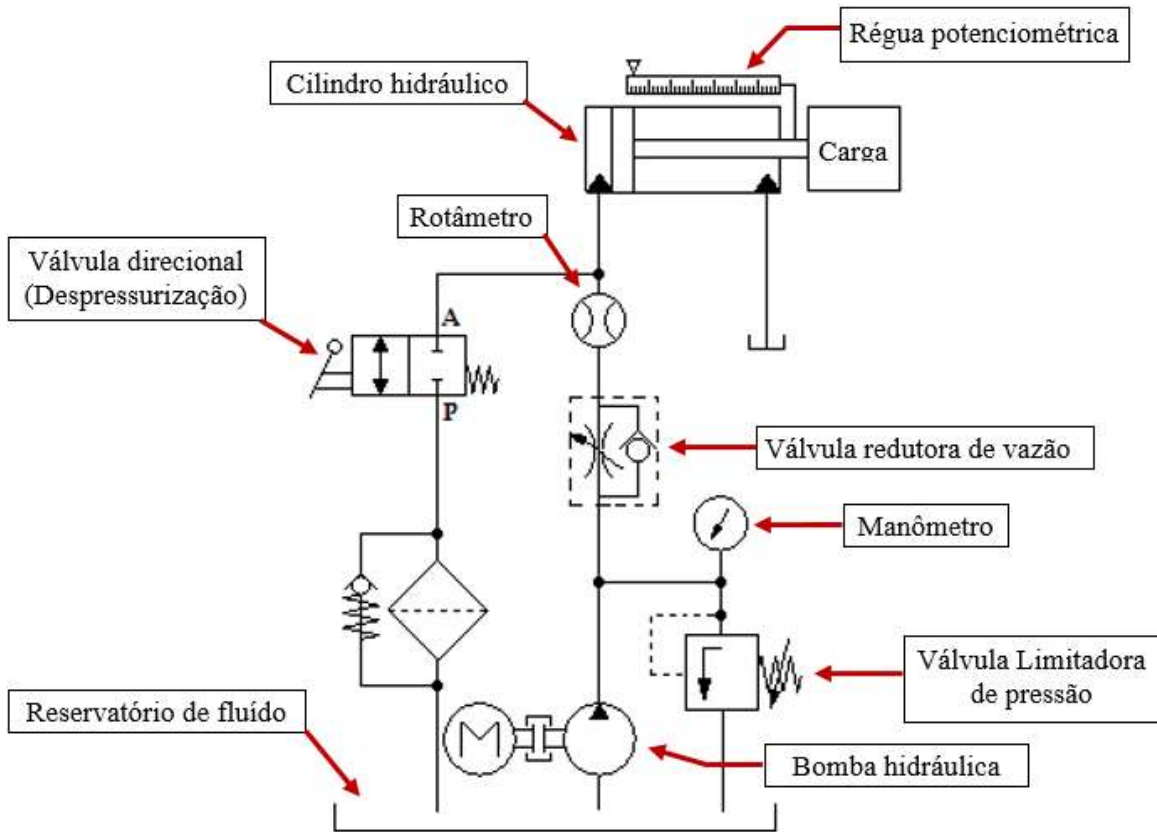 Régua potenciométrica
Cilindro hidráulico
Carga
Rotâmetro
Válvula direcional
(Despressurização)
A
P
Válvula redutora de vazão
Manômetro
Válvula Limitadora
de pressão
Reservatório de fluído
M
Bomba hidráulica